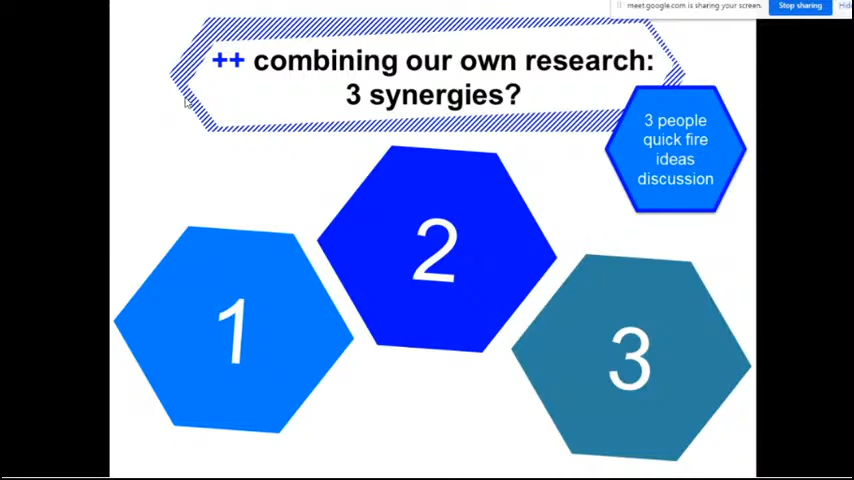 meet.google.com is sharing your screen.
Stop sharing
++ combining our own research:
3 synergies?
3 people
quick fire
ideas
discussion
1
2
3